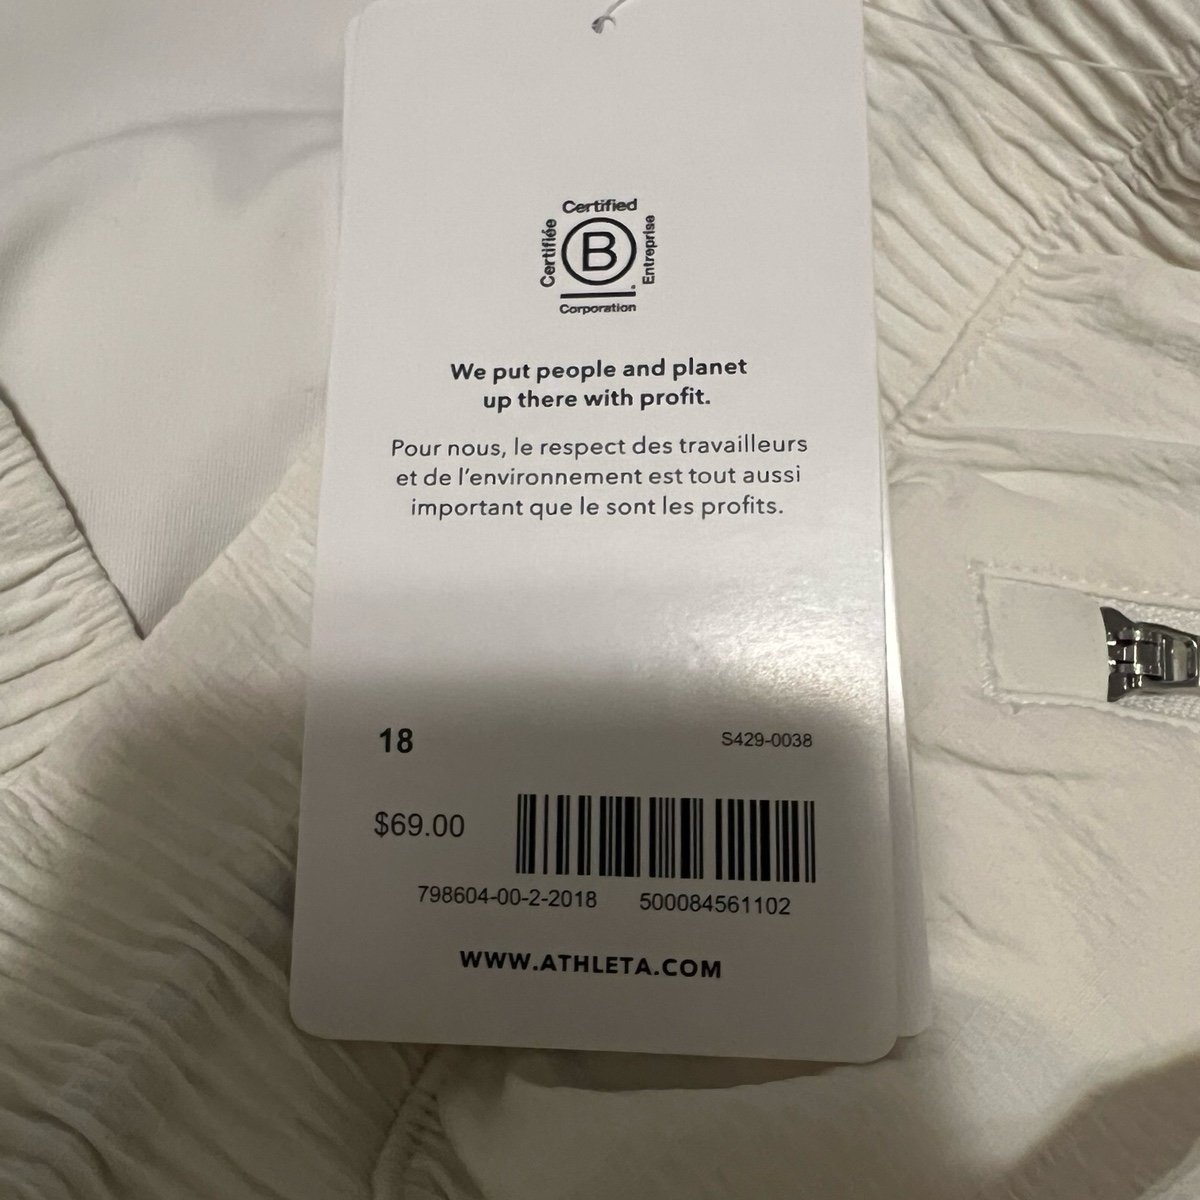 Certified
Certifiée
B
Entreprise
Corporation
We put people and planet
up there with profit.
Pour nous, le respect des travailleurs
et de l'environnement est tout aussi
important que le sont les profits.
18
S429-0038
$69.00
798604-00-2-2018 500084561102
WWW.ATHLETA.COM